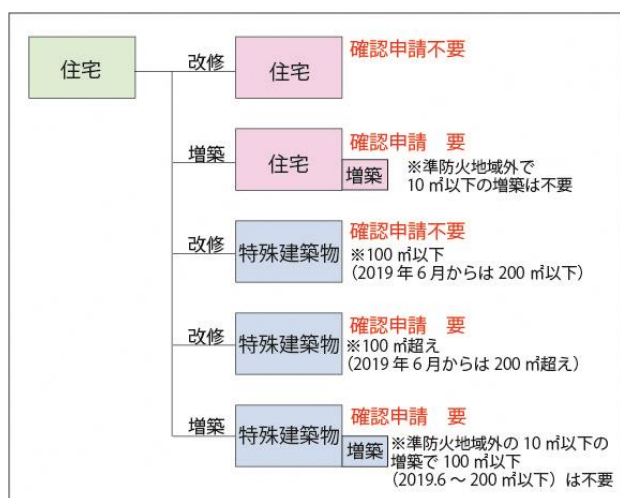 住宅
改修
住宅
確認申請不要
増築
住宅
増築
確認申請　要
※準防火地域外で
10㎡以下の増築は不要
改修
特殊建築物
確認申請不要
※100㎡以下
（2019年6月からは200㎡以下）
改修
特殊建築物
確認申請　要
※100㎡超え
（2019年6月からは200㎡超え）
増築
特殊建築物
増築
確認申請　要
※準防火地域外の10㎡以下の
増築で100㎡以下
（2019.6～200㎡以下）は不要